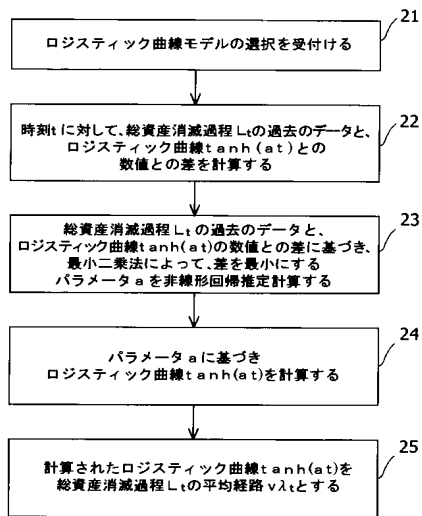 21
ロジスティック曲線モデルの選択を受付ける
22
時刻tに対して、総資産消滅過程Ltの過去のデータと、
ロジスティック曲線tanh(at)との
数値との差を計算する
23
総資産消滅過程Ltの過去のデータと、
ロジスティック曲線tanh(at)の数値との差に基づき、
最小二乗法によって、差を最小にする
パラメータaを非線形回帰推定計算する
24
パラメータaに基づき
ロジスティック曲線tanh(at)を計算する
25
計算されたロジスティック曲線tanh(at)を
総資産消滅過程Ltの平均経路vλtとする